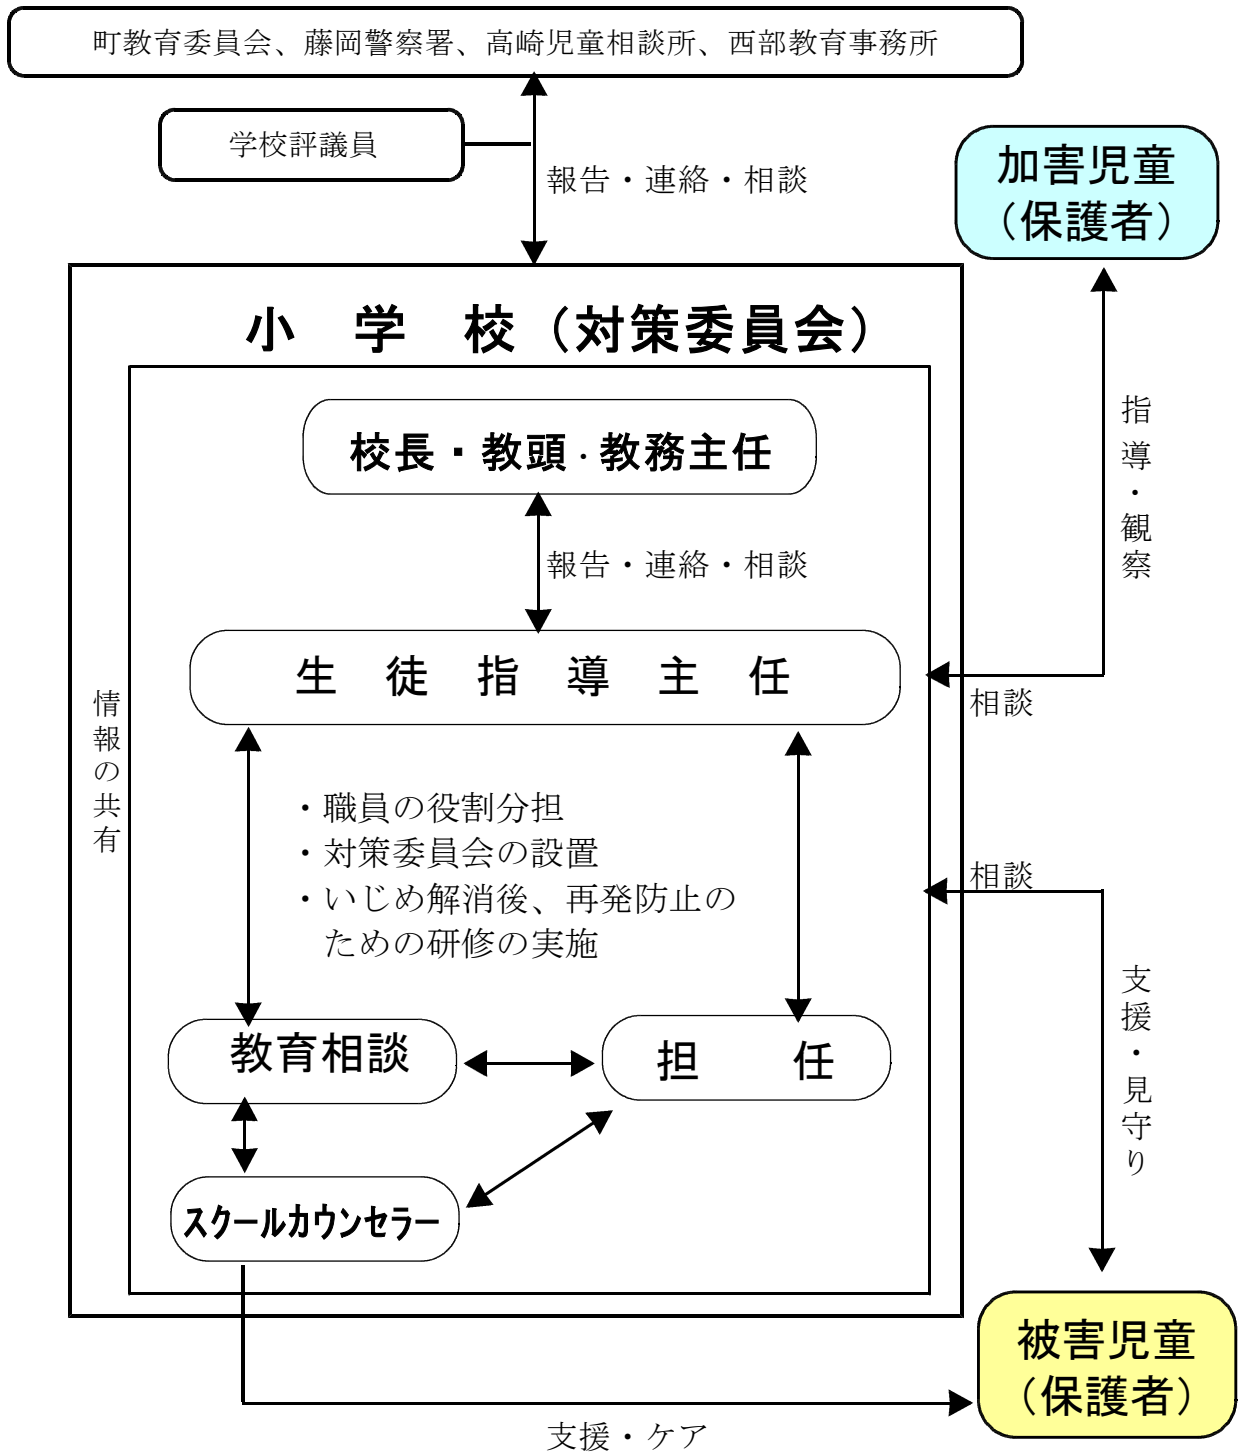 町教育委員会、藤岡警察署、高崎児童相談所、西部教育事務所
学校評議員
報告・連絡・相談
加害児童
（保護者）
小 学 校（対策委員会）
校長・教頭・教務主任
指導・観察
報告・連絡・相談
生 徒 指 導 主 任
相談
情報の共有
・職員の役割分担
・対策委員会の設置
・いじめ解消後、再発防止の
ための研修の実施
相談
支援・見守り
教育相談
担 任
スクールカウンセラー
被害児童
（保護者）
支援・ケア